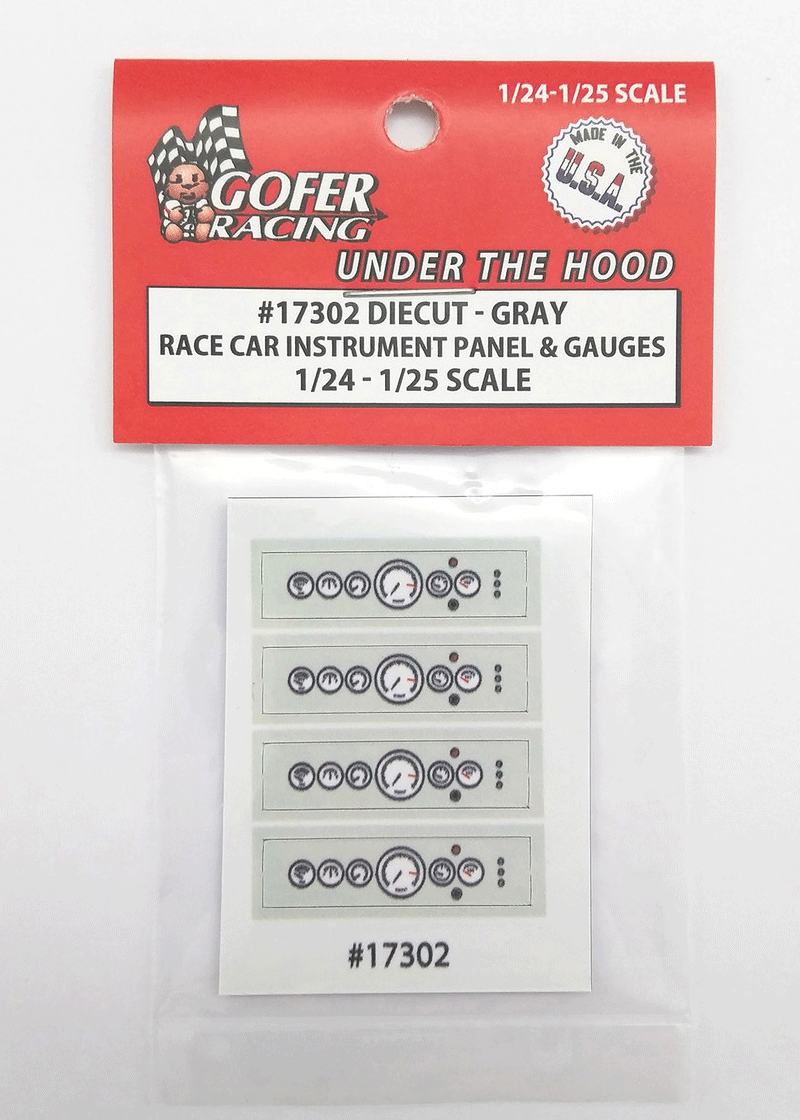 1/24-1/25 SCALE
MADE IN THE
U.S.A.
GOFER
RACING
UNDER THE HOOD
#17302 DIECUT - GRAY
RACE CAR INSTRUMENT PANEL & GAUGES
1/24 - 1/25 SCALE
#17302